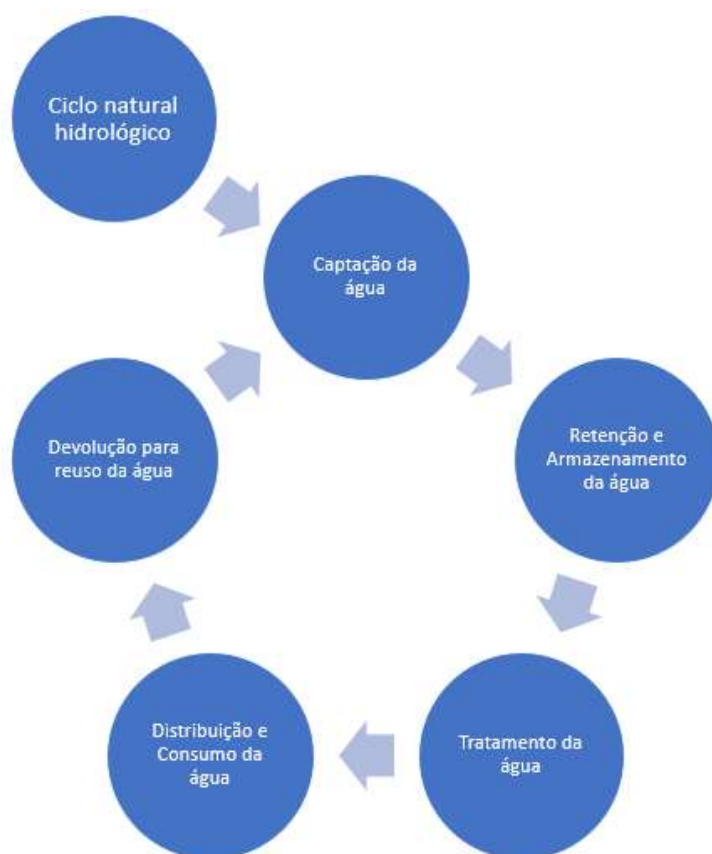 Ciclo natural
hidrológico
Captação da
água
Retenção e
Armazenamento
da água
Tratamento da
água
Distribuição e
Consumo da
água
Devolução para
reuso da água